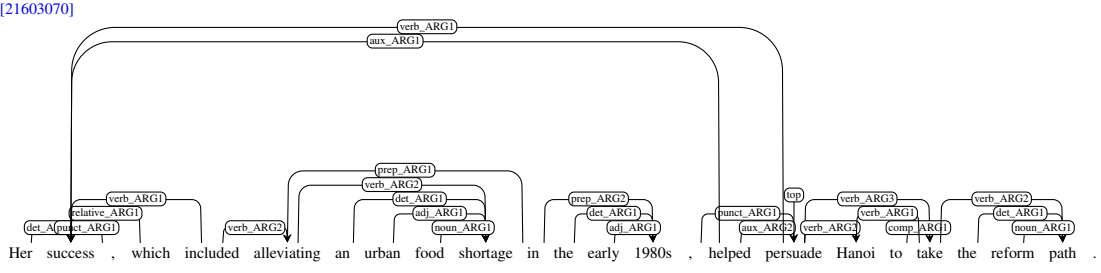 [21603070]
verb_ARG1
aux_ARG1
prep_ARG1
verb_ARG2
verb_ARG1 det_ARG1 prep_ARG2 top verb_ARG3 verb_ARG2
relative_ARG1 adj_ARG1 det_ARG1 punct_ARG1 verb_ARG1 det_ARG1
det_A punct_ARG1 verb_ARG2 noun_ARG1 adj_ARG1 aux_ARG2 verb_ARG2 comp_ARG1 noun_ARG1
Her success , which included alleviating an urban food shortage in the early 1980s , helped persuade Hanoi to take the reform path .